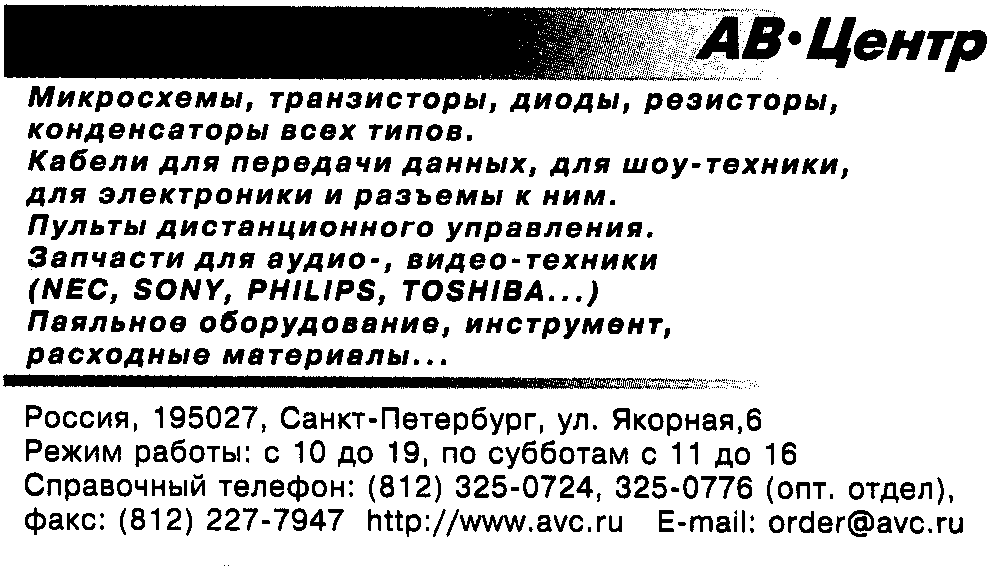 АВ•Центр
Микросхемы, транзисторы, диоды, резисторы,
конденсаторы всех типов.
Кабели для передачи данных, для шоу-техники,
для электроники и разъемы к ним.
Пульты дистанционного управления.
Запчасти для аудио-, видео-техники
(NEC, SONY, PHILIPS, TOSHIBA...)
Паяльное оборудование, инструмент,
расходные материалы...
Россия, 195027, Санкт-Петербург, ул. Якорная,6
Режим работы: с 10 до 19, по субботам с 11 до 16
Справочный телефон: (812) 325-0724, 325-0776 (опт. отдел),
факс: (812) 227-7947 http://www.avc.ru E-mail: order@avc.ru